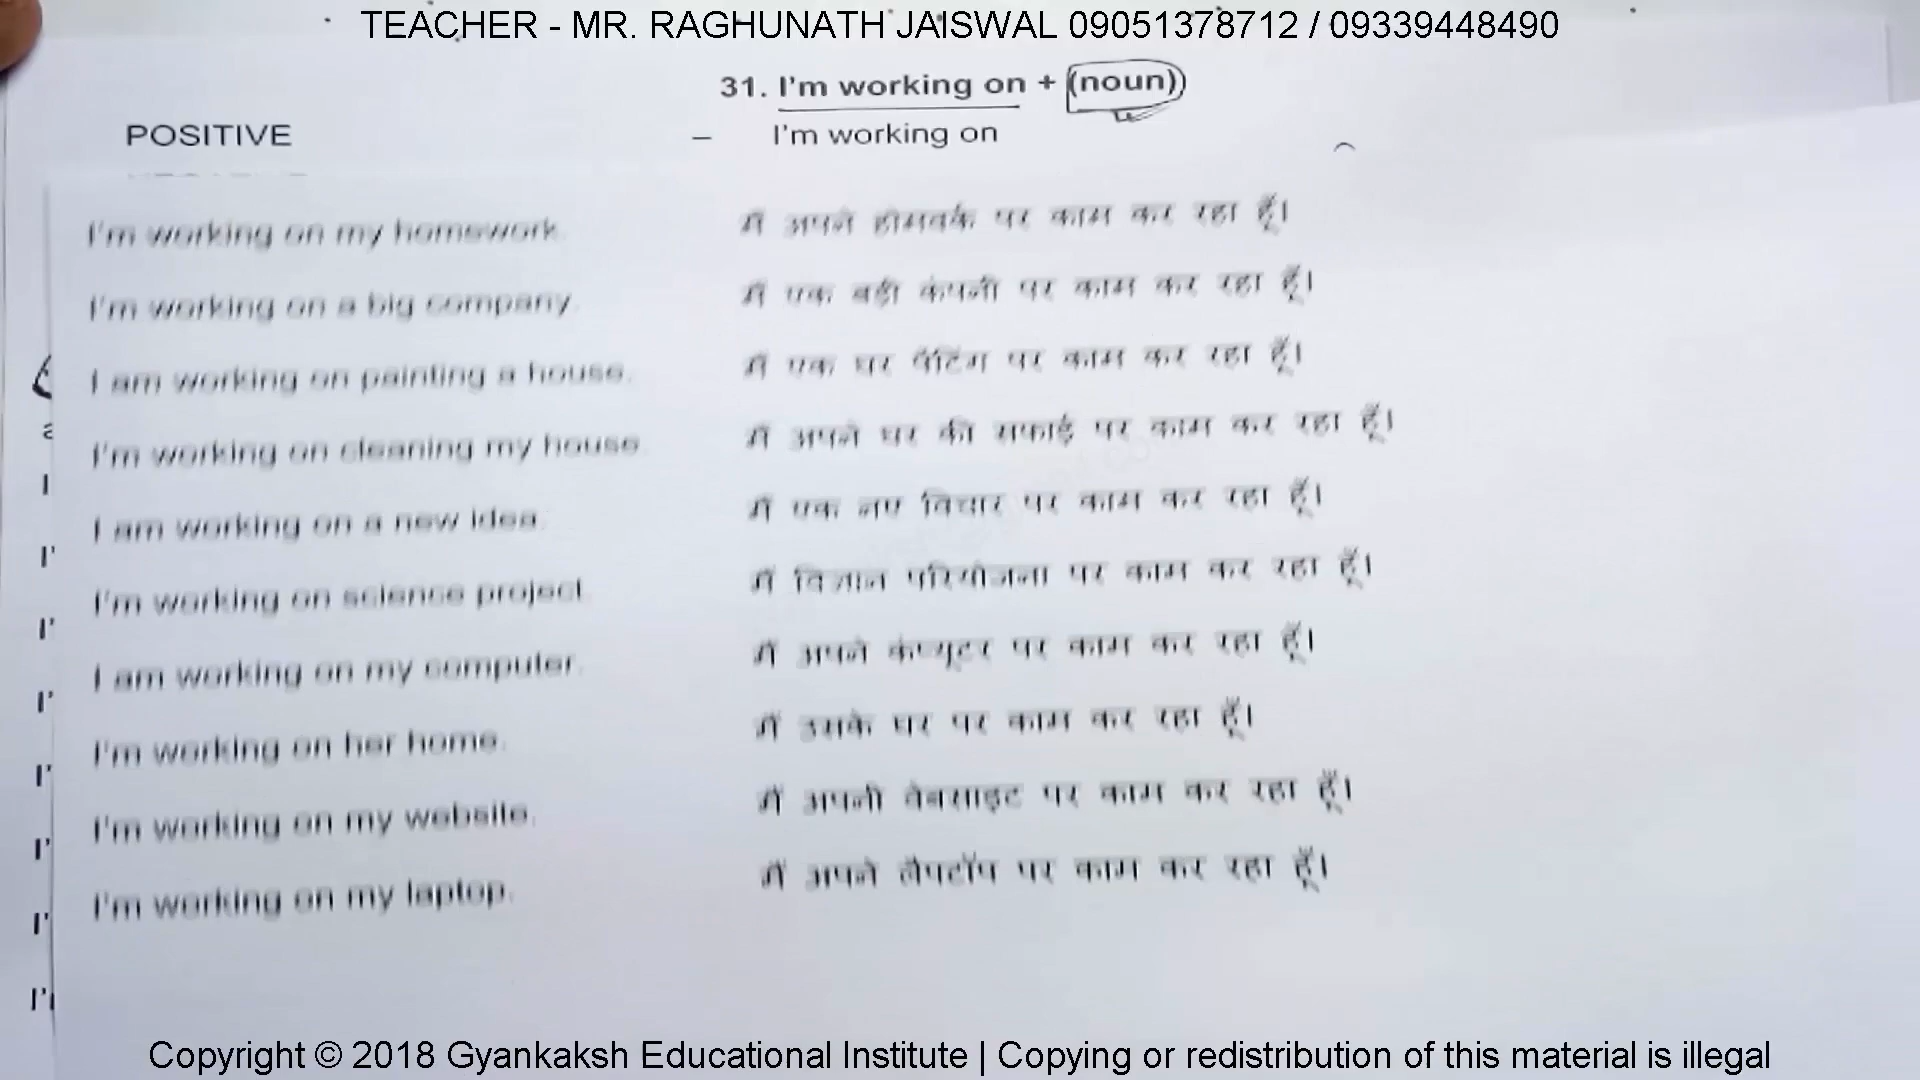 TEACHER - MR. RAGHUNATH JAISWAL 09051378712 / 09339448490
31. I'm working on + (noun)
POSITIVE – I'm working on
I'm working on my homework. मैं अपने होमवर्क पर काम कर रहा हूँ।
I'm working on a big company. मैं एक बड़ी कंपनी पर काम कर रहा हूँ।
I am working on painting a house. मैं एक घर पेंटिंग पर काम कर रहा हूँ।
I'm working on cleaning my house. मैं अपने घर की सफाई पर काम कर रहा हूँ।
I am working on a new idea. मैं एक नए विचार पर काम कर रहा हूँ।
I'm working on science project. मैं विज्ञान परियोजना पर काम कर रहा हूँ।
I am working on my computer. मैं अपने कंप्यूटर पर काम कर रहा हूँ।
I'm working on her home. मैं उसके घर पर काम कर रहा हूँ।
I'm working on my website. मैं अपनी वेबसाइट पर काम कर रहा हूँ।
I'm working on my laptop. मैं अपने लैपटॉप पर काम कर रहा हूँ।
Copyright © 2018 Gyankaksh Educational Institute | Copying or redistribution of this material is illegal